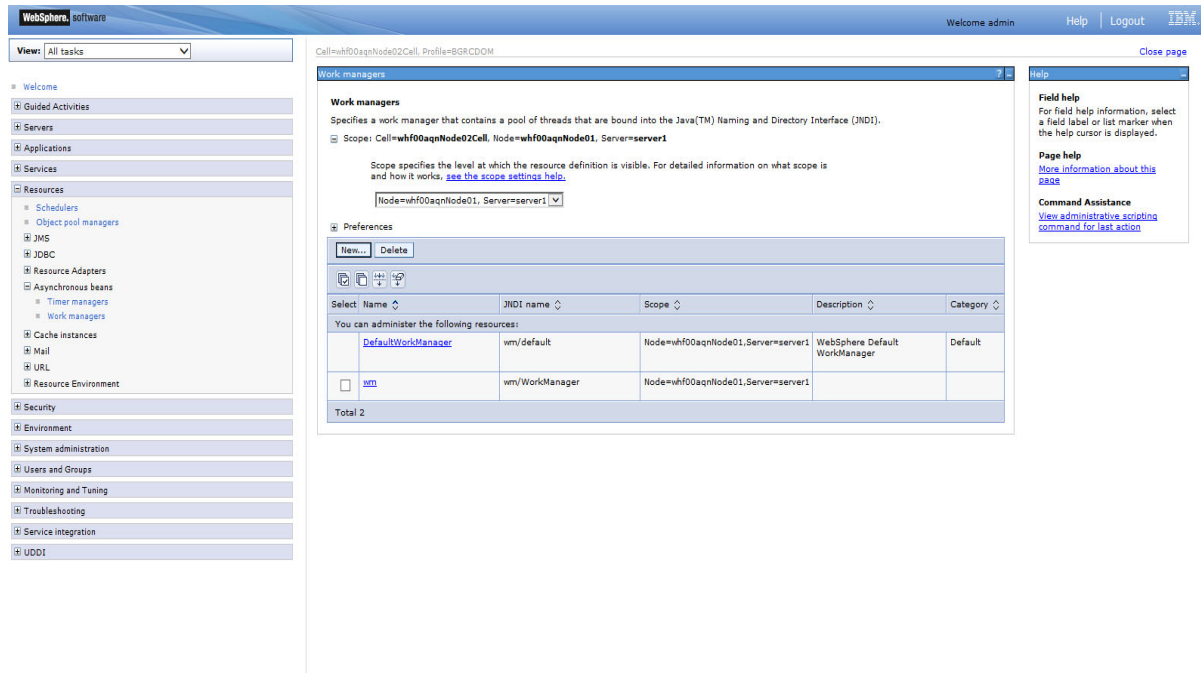 WebSphere. software
Welcome admin
Help | Logout
IBM.
View: All tasks
Welcome
Guided Activities
Servers
Applications
Services
Resources
Schedulers
Object pool managers
JMS
JDBC
Resource Adapters
Asynchronous beans
Timer managers
Work managers
Cache instances
Mail
URL
Resource Environment
Security
Environment
System administration
Users and Groups
Monitoring and Tuning
Troubleshooting
Service integration
UDDI
Cell=whf00aqnNode02Cell, Profile=BGRCDOM
Close page
Work managers
? -
Work managers
Specifies a work manager that contains a pool of threads that are bound into the Java(TM) Naming and Directory Interface (JNDI).
Scope: Cell=whf00aqnNode02Cell, Node=whf00aqnNode01, Server=server1
Scope specifies the level at which the resource definition is visible. For detailed information on what scope is
and how it works, see the scope settings help.
Node=whf00aqnNode01, Server=server1
Preferences
New... Delete
Select Name JNDI name Scope Description Category
You can administer the following resources:
DefaultWorkManager wm/default Node=whf00aqnNode01,Server=server1 WebSphere Default Default
WorkManager
wm wm/WorkManager Node=whf00aqnNode01,Server=server1
Total 2
Help
Field help
For field help information, select
a field label or list marker when
the help cursor is displayed.
Page help
More information about this
page
Command Assistance
View administrative scripting
command for last action